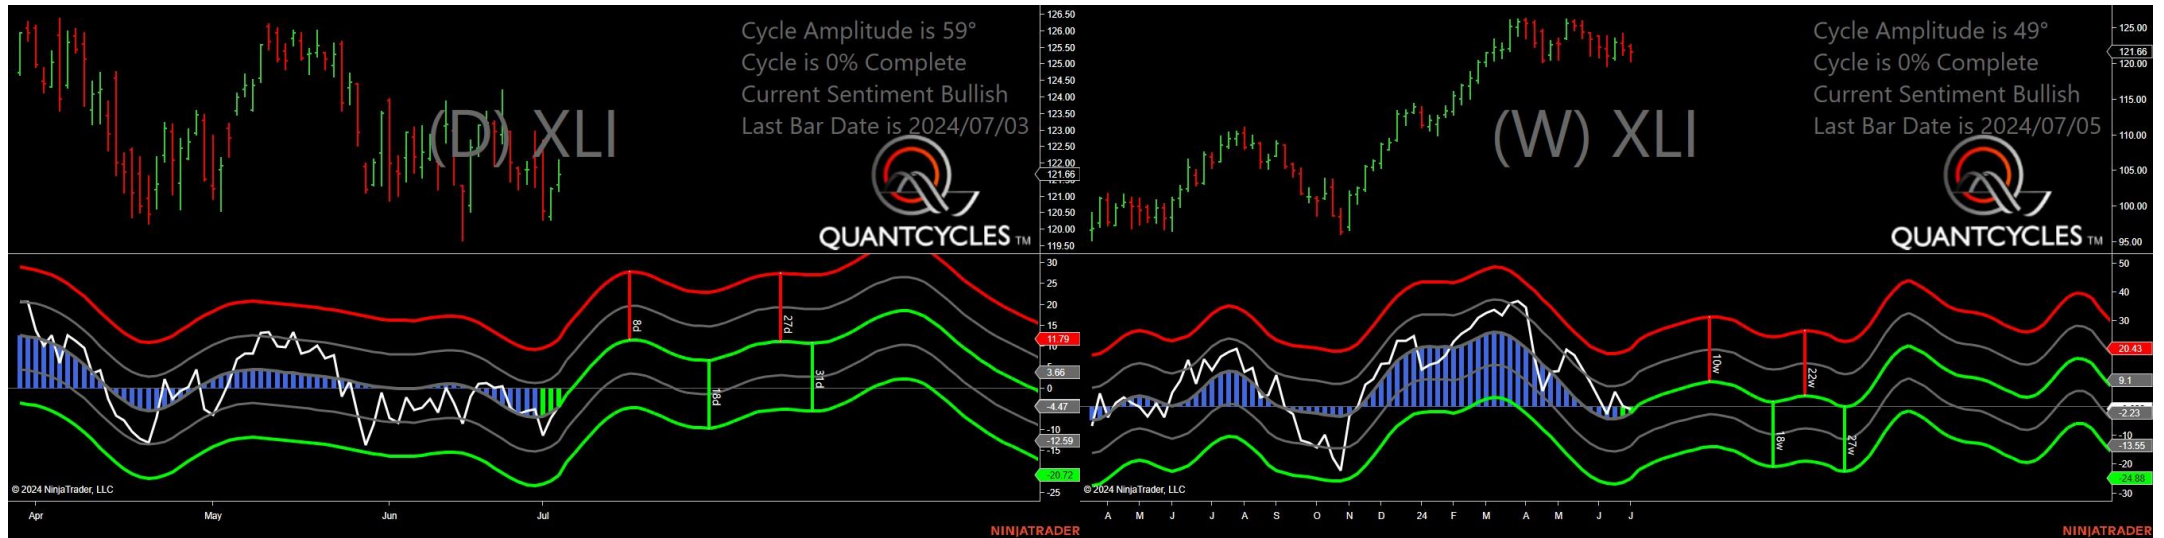 Cycle Amplitude is 59°
Cycle is 0% Complete
Current Sentiment Bullish
Last Bar Date is 2024/07/03
(D) XLI
QUANTCYCLES TM
126.50
126.00
125.50
125.00
124.50
124.00
123.50
123.00
122.50
122.00
121.66
121.00
120.50
120.00
119.50
30
25
20
15
11.79
10
3.66
0
-4.47
-10
-12.59
-15
-20.72
-25
8d
18d
27d
31d
© 2024 NinjaTrader, LLC
Apr May Jun Jul
NINJATRADER
Cycle Amplitude is 49°
Cycle is 0% Complete
Current Sentiment Bullish
Last Bar Date is 2024/07/05
(W) XLI
QUANTCYCLES TM
125.00
121.66
120.00
115.00
110.00
105.00
100.00
95.00
50
40
30
20.43
9.1
-2.23
-10
-13.55
-20
-24.88
-30
10w
18w
22w
27w
© 2024 NinjaTrader, LLC
A M J J A S O N D 24 F M A M J J
NINJATRADER